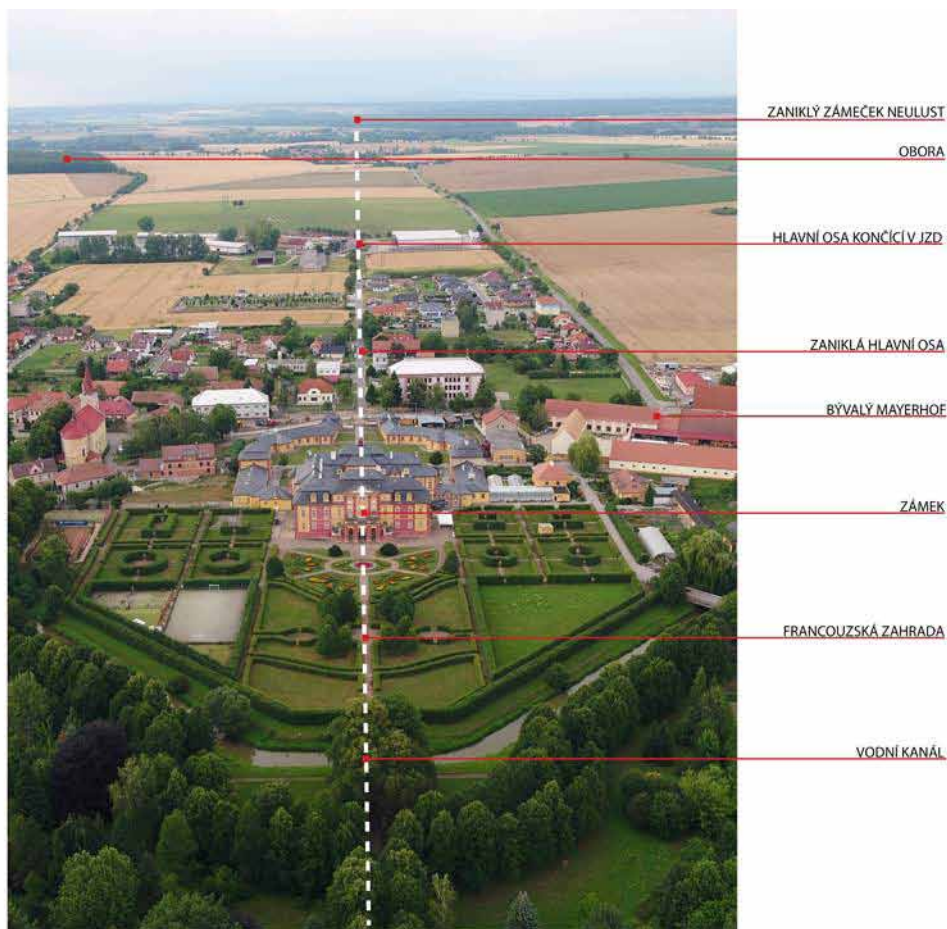 ZANIKLÝ ZÁMEČEK NEULUST
OBORA
HLAVNÍ OSA KONČÍCÍ V JZD
ZANIKLÁ HLAVNÍ OSA
BÝVALÝ MAYERHOF
ZÁMEK
FRANCOUZSKÁ ZAHRADA
VODNÍ KANÁL